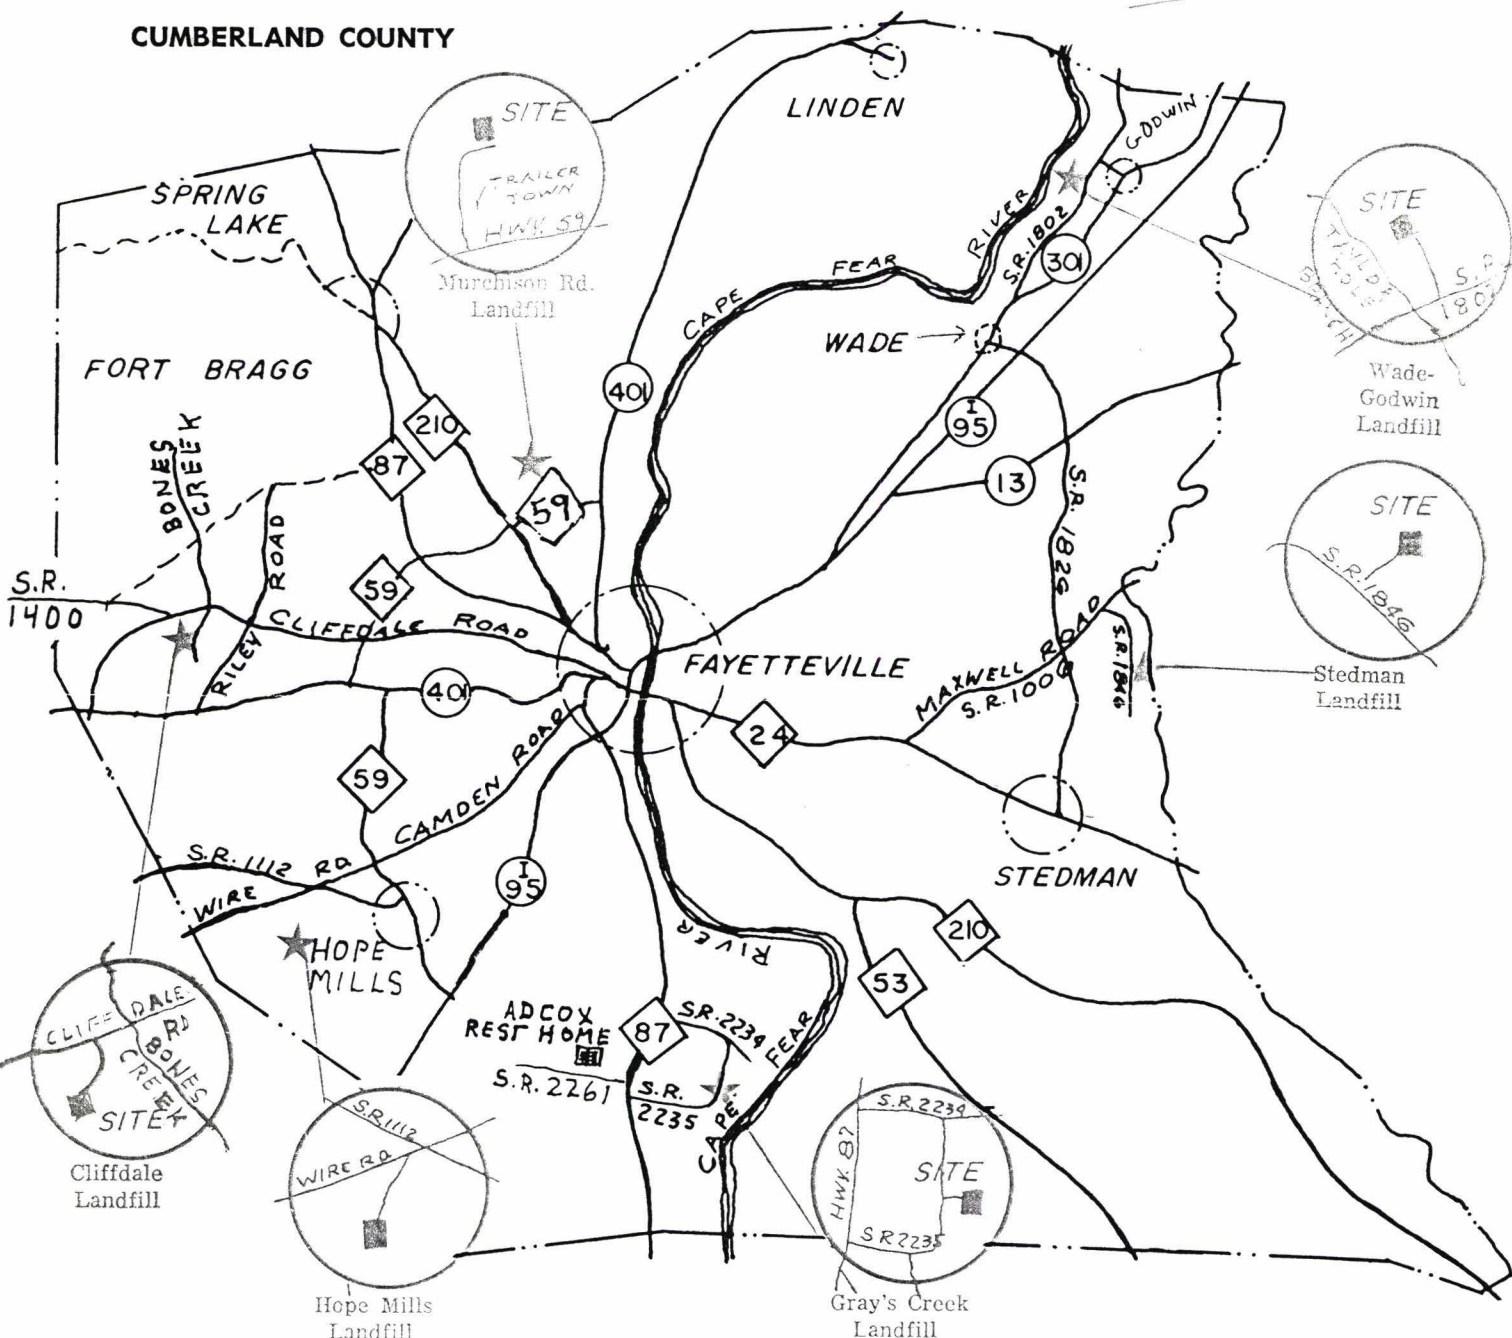 CUMBERLAND COUNTY
LINDEN
GODWIN
SITE
TRAILER
TOWN
HWY. 59
Murchison Rd.
Landfill
SPRING
LAKE
CAPE FEAR RIVER
S.R. 1802
301
SITE
S.R.
180
Wade-
Godwin
Landfill
WADE
FORT BRAGG
401
210
87
I
95
13
S.R. 1826
BONES
CREEK
59
SITE
S.R. 1846
Stedman
Landfill
S.R.
1400
RILEY ROAD
59
CLIFFDALE ROAD
FAYETTEVILLE
MAXWELL ROAD
S.R. 1006
S.R. 1846
401
24
59
CAMDEN ROAD
S.R. 1112
WIRE RD
I
95
STEDMAN
HOPE
MILLS
RIVER
210
53
ADCOX
REST HOME
87
S.R. 2234
S.R. 2261
S.R.
2235
CAPE FEAR
CLIFFDALE RD
BONES
CREEK
SITE
Cliffdale
Landfill
S.R. 1112
WIRE RD
Hope Mills
Landfill
S.R. 2234
HWY. 87
SITE
S R 2235
Gray's Creek
Landfill